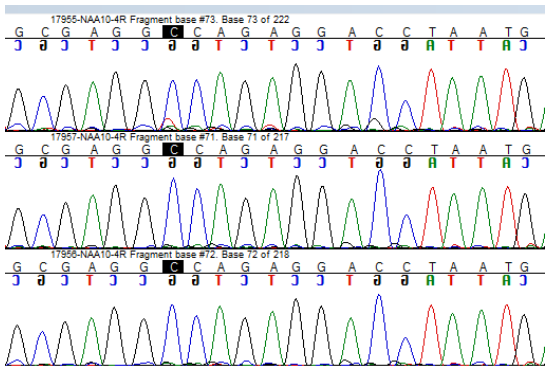 17955-NAA10-4R Fragment base #73. Base 73 of 222
G C G A G G C C A G A G G A C C T A A T G
C G C T C C G G T C T C C T G G A T T A C
17957-NAA10-4R Fragment base #71. Base 71 of 217
G C G A G G C C A G A G G A C C T A A T G
C G C T C C G G T C T C C T G G A T T A C
17956-NAA10-4R Fragment base #72. Base 72 of 218
G C G A G G C C A G A G G A C C T A A T G
C G C T C C G G T C T C C T G G A T T A C